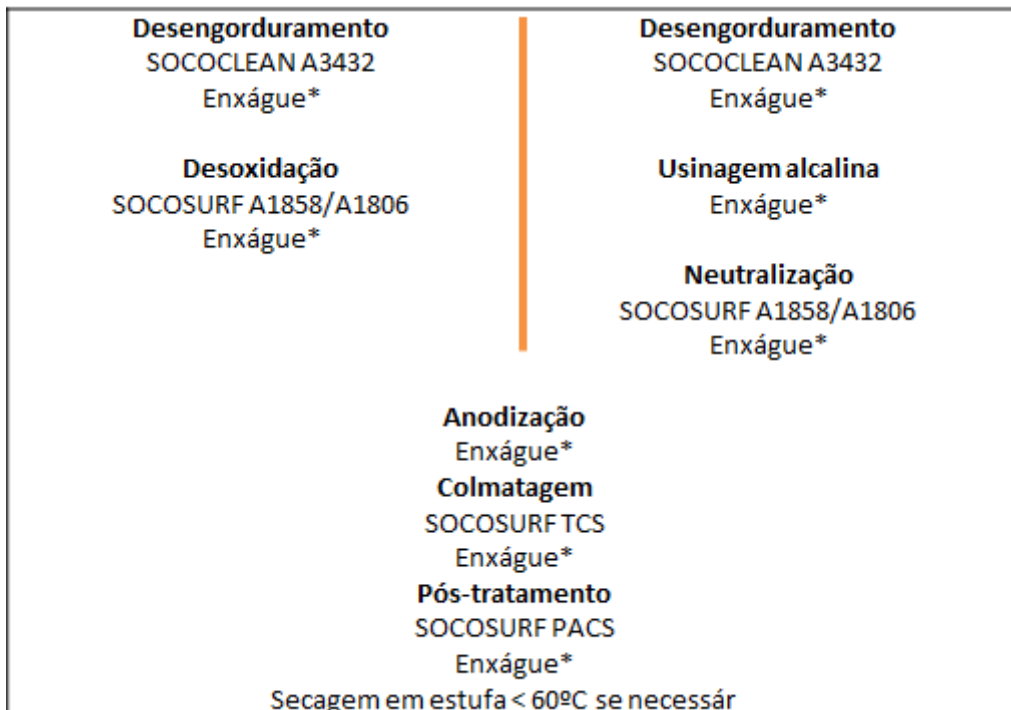 Desengorduramento
SOCOCLEAN A3432
Enxágue*
Desoxidação
SOCOSURF A1858/A1806
Enxágue*
Desengorduramento
SOCOCLEAN A3432
Enxágue*
Usinagem alcalina
Enxágue*
Neutralização
SOCOSURF A1858/A1806
Enxágue*
Anodização
Enxágue*
Colmatagem
SOCOSURF TCS
Enxágue*
Pós-tratamento
SOCOSURF PACS
Enxágue*
Secagem em estufa < 60ºC se necessár